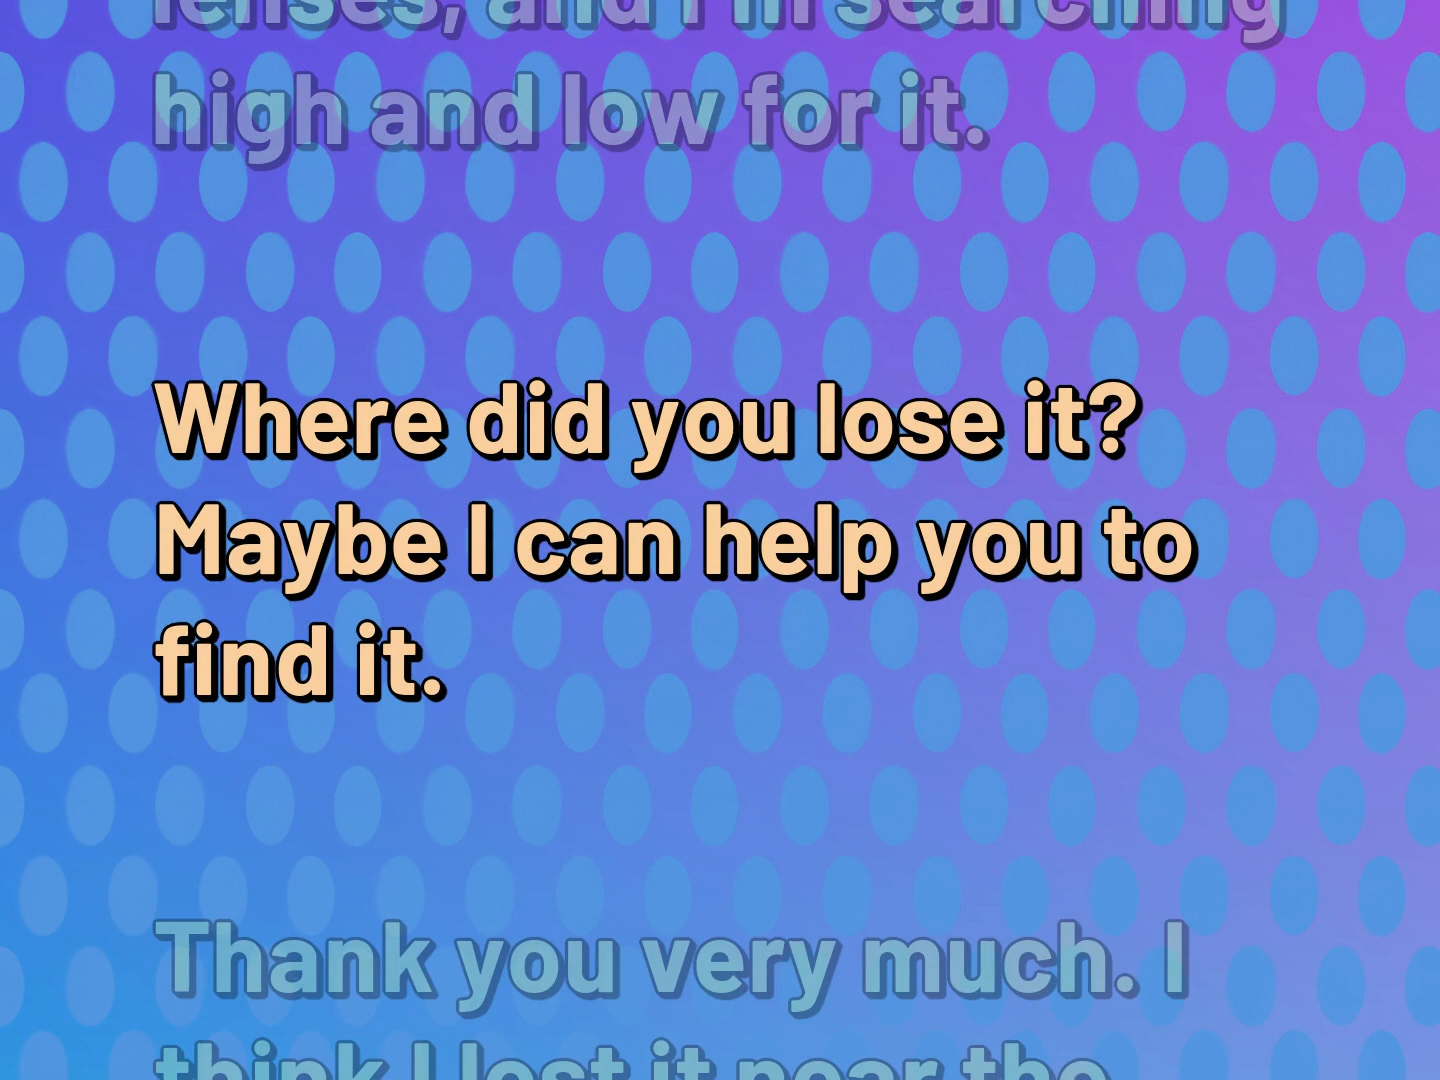 lenses, and I'm searching
high and low for it.
Where did you lose it?
Maybe I can help you to
find it.
Thank you very much. I
think I lost it near the